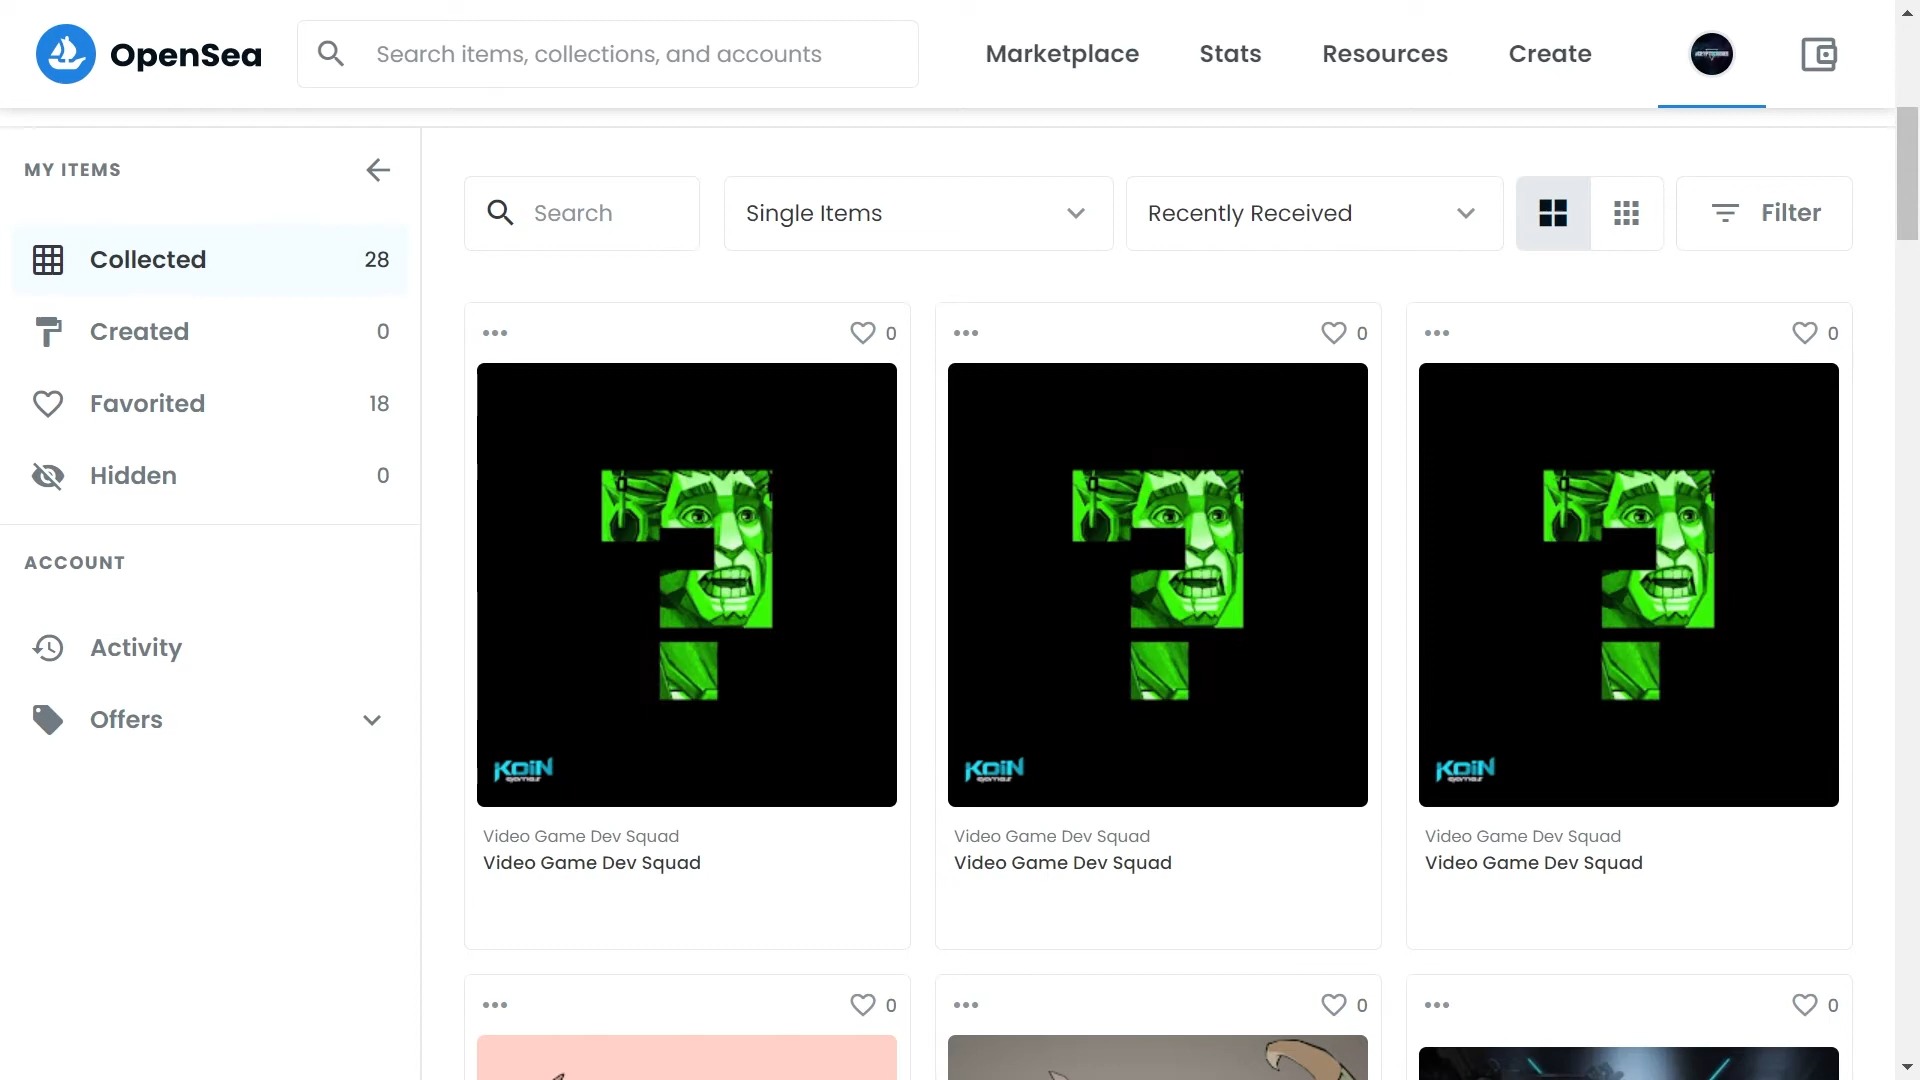 OpenSea
Search items, collections, and accounts
Marketplace
Stats
Resources
Create
MY ITEMS
Collected 28
Created 0
Favorited 18
Hidden 0
ACCOUNT
Activity
Offers
Search
Single Items
Recently Received
Filter
0
0
0
KOiN
games
KOiN
games
KOiN
games
Video Game Dev Squad
Video Game Dev Squad
Video Game Dev Squad
Video Game Dev Squad
Video Game Dev Squad
Video Game Dev Squad
0
0
0